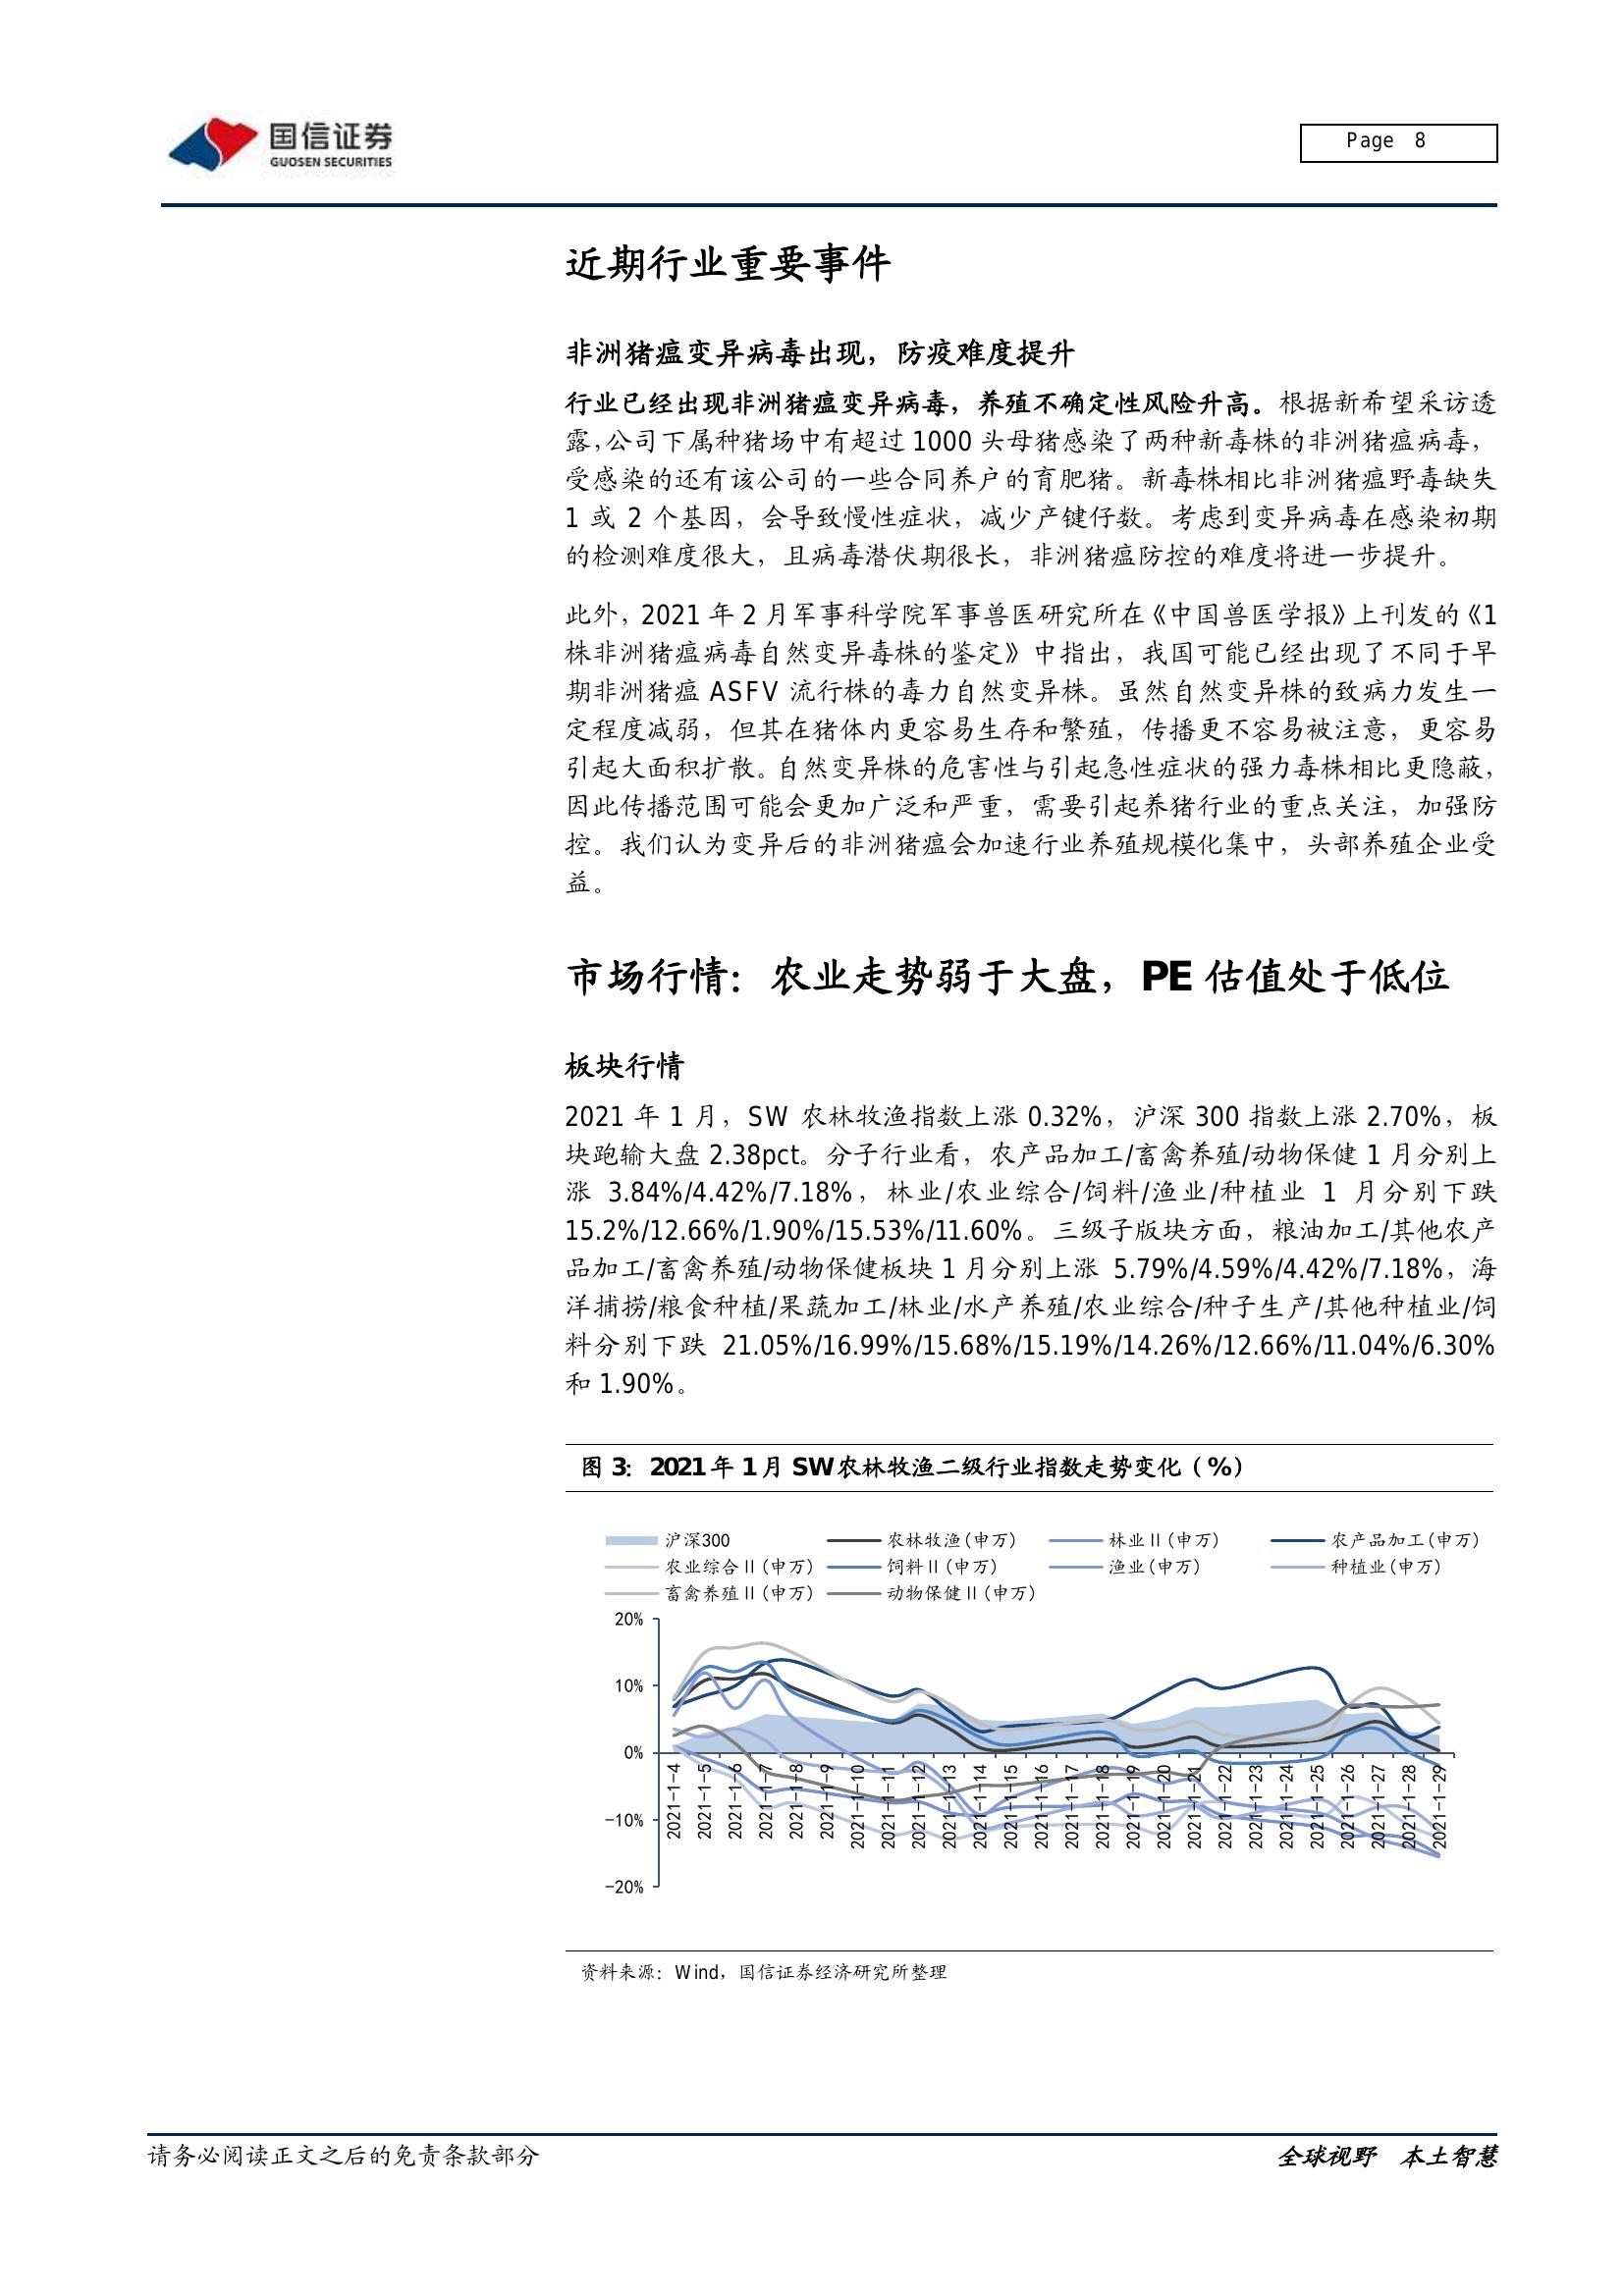 国信证券
GUOSEN SECURITIES
Page 8
近期行业重要事件
非洲猪瘟变异病毒出现，防疫难度提升
行业已经出现非洲猪瘟变异病毒，养殖不确定性风险升高。根据新希望采访透
露，公司下属种猪场中有超过 1000 头母猪感染了两种新毒株的非洲猪瘟病毒，
受感染的还有该公司的一些合同养户的育肥猪。新毒株相比非洲猪瘟野毒缺失
1 或 2 个基因，会导致慢性症状，减少产键仔数。考虑到变异病毒在感染初期
的检测难度很大，且病毒潜伏期很长，非洲猪瘟防控的难度将进一步提升。
此外，2021 年 2 月军事科学院军事兽医研究所在《中国兽医学报》上刊发的《1
株非洲猪瘟病毒自然变异毒株的鉴定》中指出，我国可能已经出现了不同于早
期非洲猪瘟 ASFV 流行株的毒力自然变异株。虽然自然变异株的致病力发生一
定程度减弱，但其在猪体内更容易生存和繁殖，传播更不容易被注意，更容易
引起大面积扩散。自然变异株的危害性与引起急性症状的强力毒株相比更隐蔽，
因此传播范围可能会更加广泛和严重，需要引起养猪行业的重点关注，加强防
控。我们认为变异后的非洲猪瘟会加速行业养殖规模化集中，头部养殖企业受
益。
市场行情：农业走势弱于大盘，PE 估值处于低位
板块行情
2021 年 1 月，SW 农林牧渔指数上涨 0.32%，沪深 300 指数上涨 2.70%，板
块跑输大盘 2.38pct。分子行业看，农产品加工/畜禽养殖/动物保健 1 月分别上
涨 3.84%/4.42%/7.18%，林业/农业综合/饲料/渔业/种植业 1 月分别下跌
15.2%/12.66%/1.90%/15.53%/11.60%。三级子版块方面，粮油加工/其他农产
品加工/畜禽养殖/动物保健板块 1 月分别上涨 5.79%/4.59%/4.42%/7.18%，海
洋捕捞/粮食种植/果蔬加工/林业/水产养殖/农业综合/种子生产/其他种植业/饲
料分别下跌 21.05%/16.99%/15.68%/15.19%/14.26%/12.66%/11.04%/6.30%
和 1.90%。
图 3：2021 年 1 月 SW 农林牧渔二级行业指数走势变化（%）
沪深300 农林牧渔(申万) 林业Ⅱ(申万) 农产品加工(申万)
农业综合Ⅱ(申万) 饲料Ⅱ(申万) 渔业(申万) 种植业(申万)
畜禽养殖Ⅱ(申万) 动物保健Ⅱ(申万)
20%
10%
0%
-10%
-20%
2021-1-4
2021-1-5
2021-1-6
2021-1-7
2021-1-8
2021-1-9
2021-1-10
2021-1-11
2021-1-12
2021-1-13
2021-1-14
2021-1-15
2021-1-16
2021-1-17
2021-1-18
2021-1-19
2021-1-20
2021-1-21
2021-1-22
2021-1-23
2021-1-24
2021-1-25
2021-1-26
2021-1-27
2021-1-28
2021-1-29
资料来源：Wind，国信证券经济研究所整理
请务必阅读正文之后的免责条款部分
全球视野 本土智慧